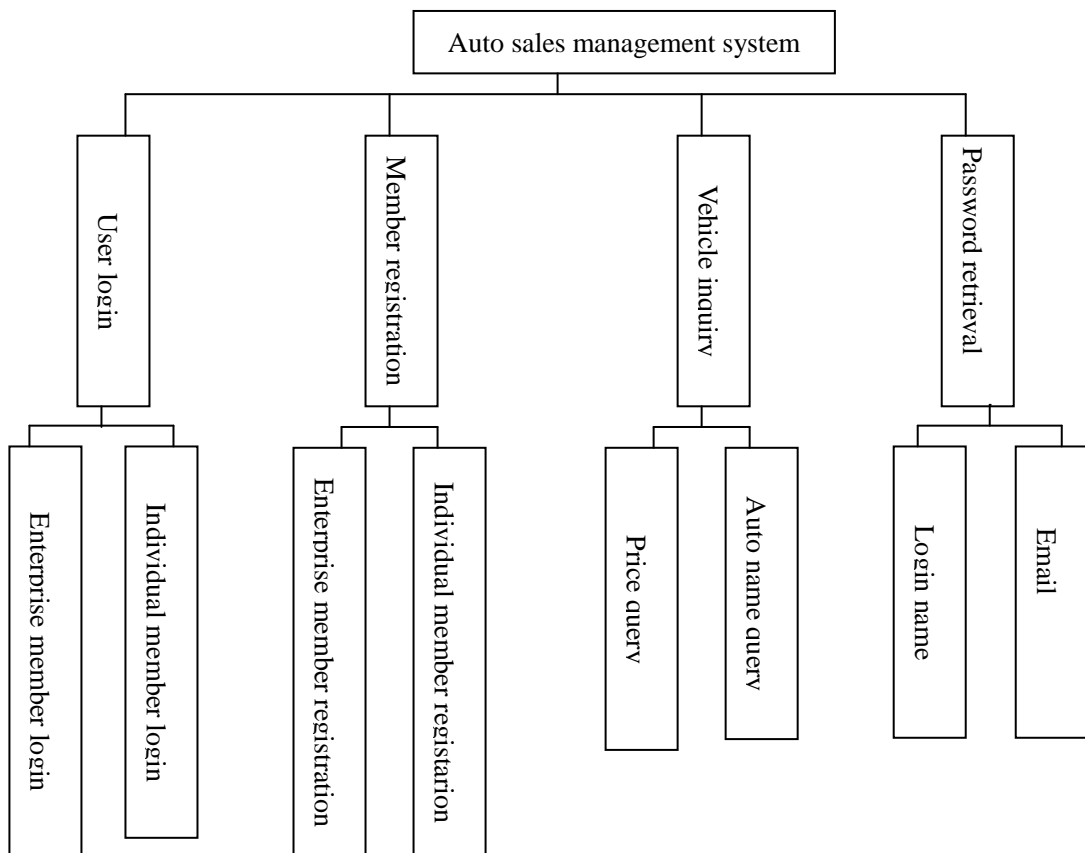 Auto sales management system
User login
Member registration
Vehicle inquiry
Password retrieval
Enterprise member login
Individual member login
Enterprise member registration
Individual member registarion
Price query
Auto name query
Login name
Email